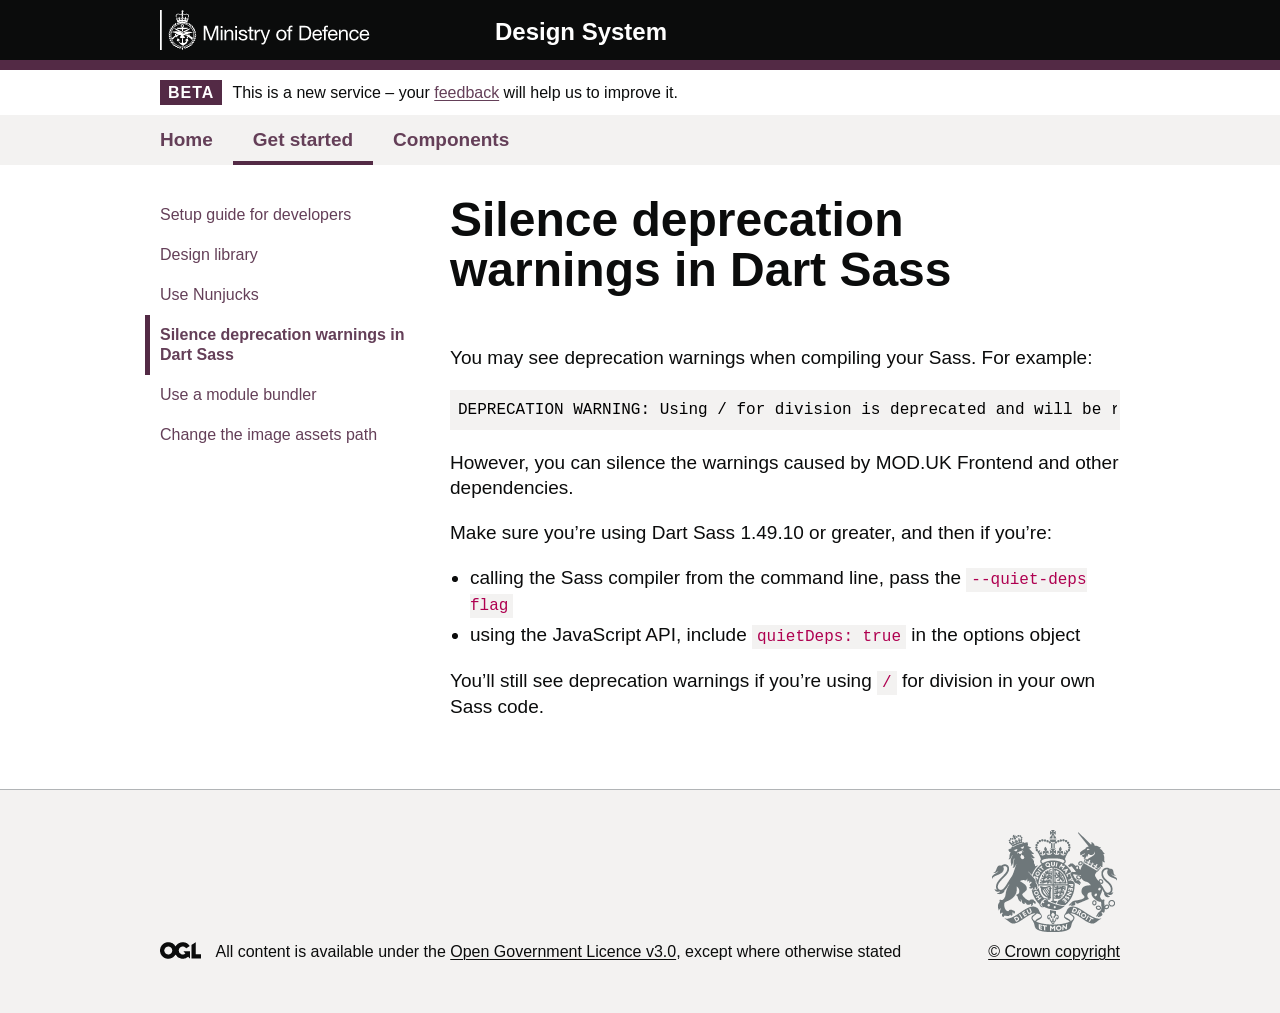 Ministry of Defence
Design System
BETA This is a new service – your feedback will help us to improve it.
Home Get started Components
Setup guide for developers
Design library
Use Nunjucks
Silence deprecation warnings in
Dart Sass
Use a module bundler
Change the image assets path
Silence deprecation
warnings in Dart Sass
You may see deprecation warnings when compiling your Sass. For example:
DEPRECATION WARNING: Using / for division is deprecated and will be r
However, you can silence the warnings caused by MOD.UK Frontend and other
dependencies.
Make sure you’re using Dart Sass 1.49.10 or greater, and then if you’re:
• calling the Sass compiler from the command line, pass the --quiet-deps
flag
• using the JavaScript API, include quietDeps: true in the options object
You’ll still see deprecation warnings if you’re using / for division in your own
Sass code.
OGL All content is available under the Open Government Licence v3.0, except where otherwise stated
DIEU ET MON DROIT
© Crown copyright